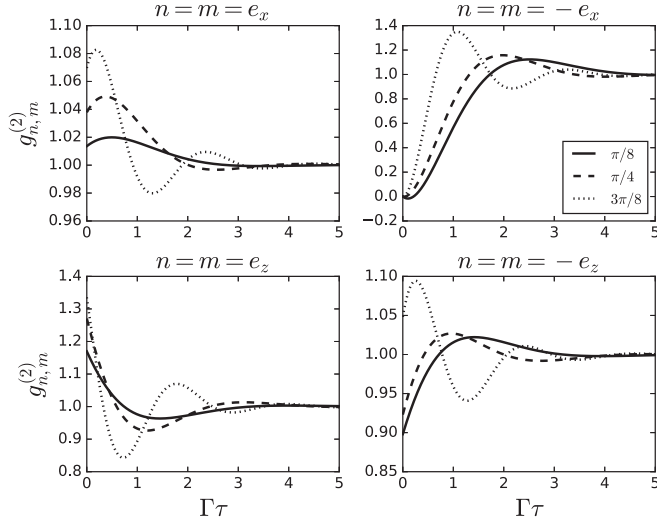 n = m = e_x
n = m = − e_x
g^{(2)}_{n, m}
1.10
1.08
1.06
1.04
1.02
1.00
0.98
0.96
0 1 2 3 4 5
1.4
1.2
1.0
0.8
0.6
0.4
0.2
0.0
−0.2
0 1 2 3 4 5
π/8
π/4
3π/8
n = m = e_z
n = m = − e_z
g^{(2)}_{n, m}
1.4
1.3
1.2
1.1
1.0
0.9
0.8
0 1 2 3 4 5
1.10
1.05
1.00
0.95
0.90
0.85
0 1 2 3 4 5
Γτ
Γτ